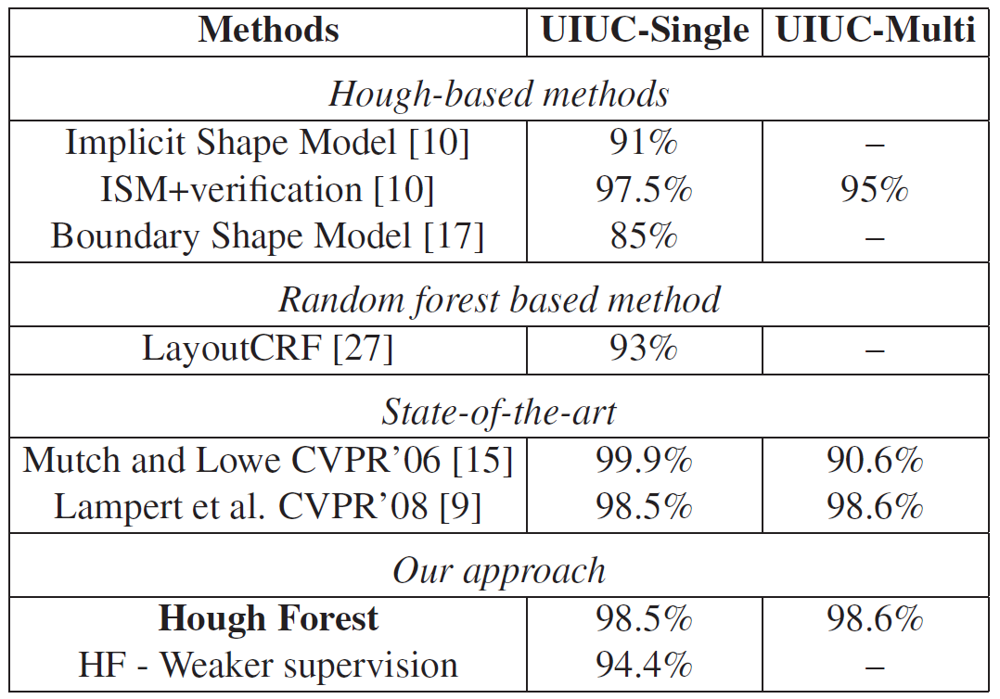 Methods UIUC-Single UIUC-Multi
Hough-based methods
Implicit Shape Model [10] 91% –
ISM+verification [10] 97.5% 95%
Boundary Shape Model [17] 85% –
Random forest based method
LayoutCRF [27] 93% –
State-of-the-art
Mutch and Lowe CVPR’06 [15] 99.9% 90.6%
Lampert et al. CVPR’08 [9] 98.5% 98.6%
Our approach
Hough Forest 98.5% 98.6%
HF - Weaker supervision 94.4% –